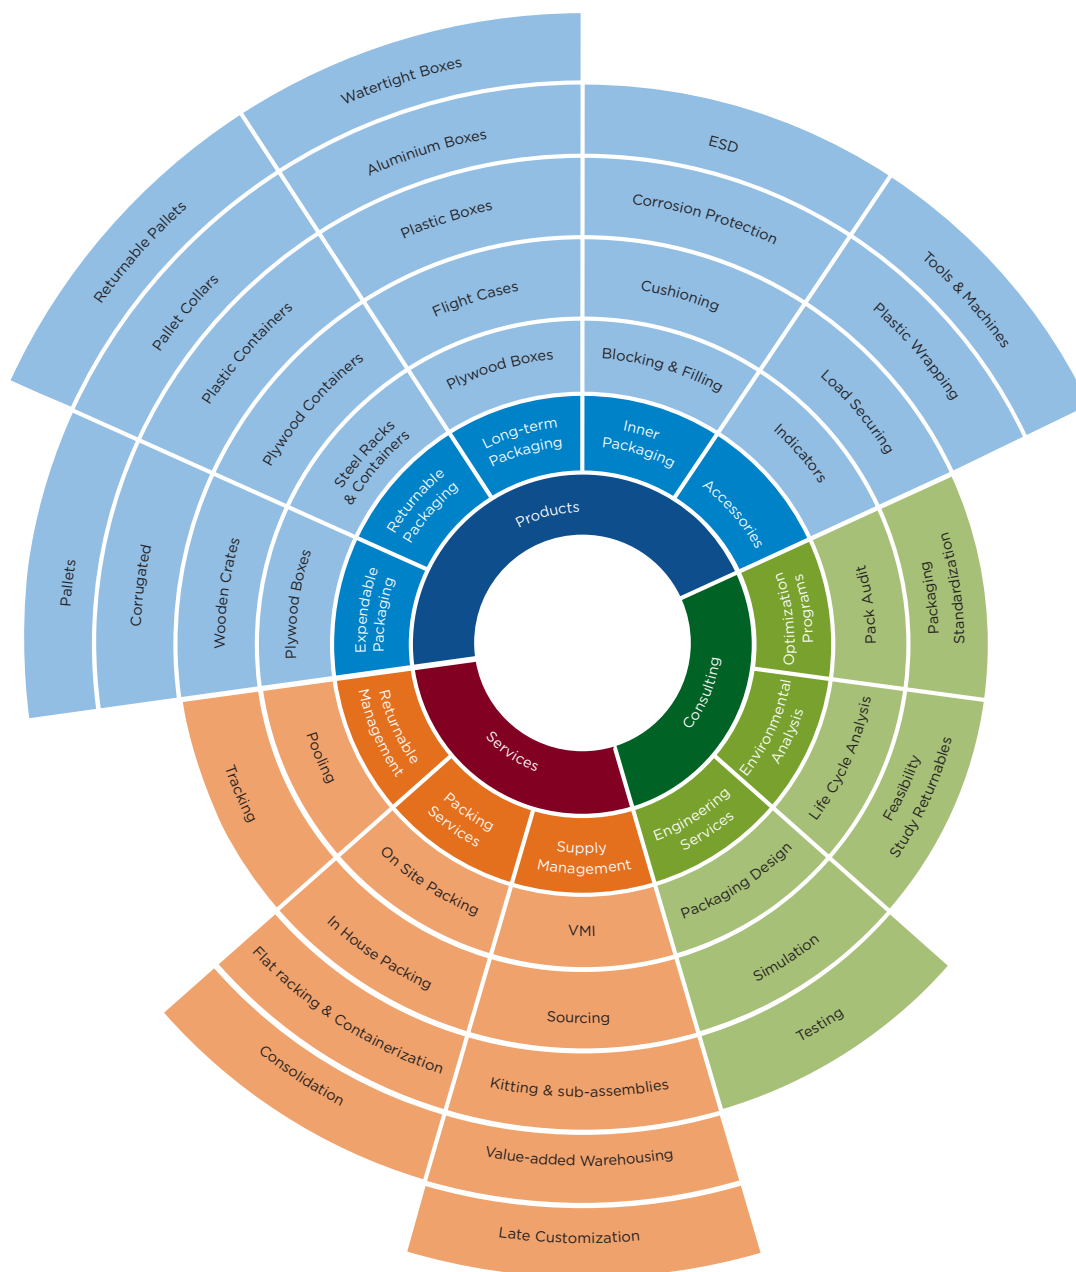 Products
Expendable
Packaging
Plywood Boxes
Wooden Crates
Corrugated
Pallets
Returnable
Packaging
Steel Racks
& Containers
Plywood Containers
Plastic Containers
Pallet Collars
Returnable Pallets
Long-term
Packaging
Plywood Boxes
Flight Cases
Plastic Boxes
Aluminium Boxes
Watertight Boxes
Inner
Packaging
Blocking & Filling
Cushioning
Corrosion Protection
ESD
Accessories
Indicators
Load Securing
Plastic Wrapping
Tools & Machines
Consulting
Optimization
Programs
Pack Audit
Packaging
Standardization
Environmental
Analysis
Life Cycle Analysis
Feasibility
Study Returnables
Engineering
Services
Packaging Design
Simulation
Testing
Services
Supply
Management
VMI
Sourcing
Kitting & sub-assemblies
Value-added Warehousing
Late Customization
Packing
Services
On Site Packing
In House Packing
Flat racking & Containerization
Consolidation
Returnable
Management
Pooling
Tracking